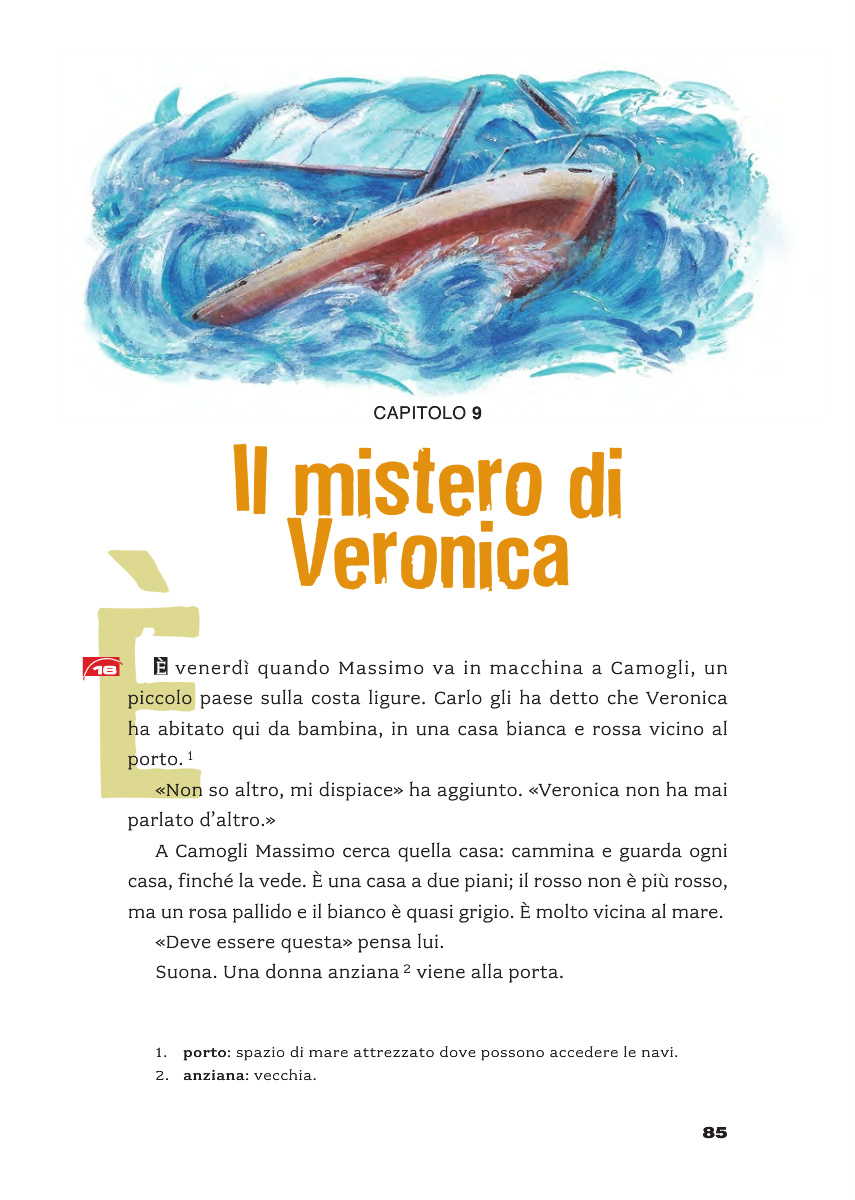 CAPITOLO 9
Il mistero di
Veronica
16
È venerdì quando Massimo va in macchina a Camogli, un
piccolo paese sulla costa ligure. Carlo gli ha detto che Veronica
ha abitato qui da bambina, in una casa bianca e rossa vicino al
porto. 1
«Non so altro, mi dispiace» ha aggiunto. «Veronica non ha mai
parlato d'altro.»
A Camogli Massimo cerca quella casa: cammina e guarda ogni
casa, finché la vede. È una casa a due piani; il rosso non è più rosso,
ma un rosa pallido e il bianco è quasi grigio. È molto vicina al mare.
«Deve essere questa» pensa lui.
Suona. Una donna anziana 2 viene alla porta.
1. porto: spazio di mare attrezzato dove possono accedere le navi.
2. anziana: vecchia.
85